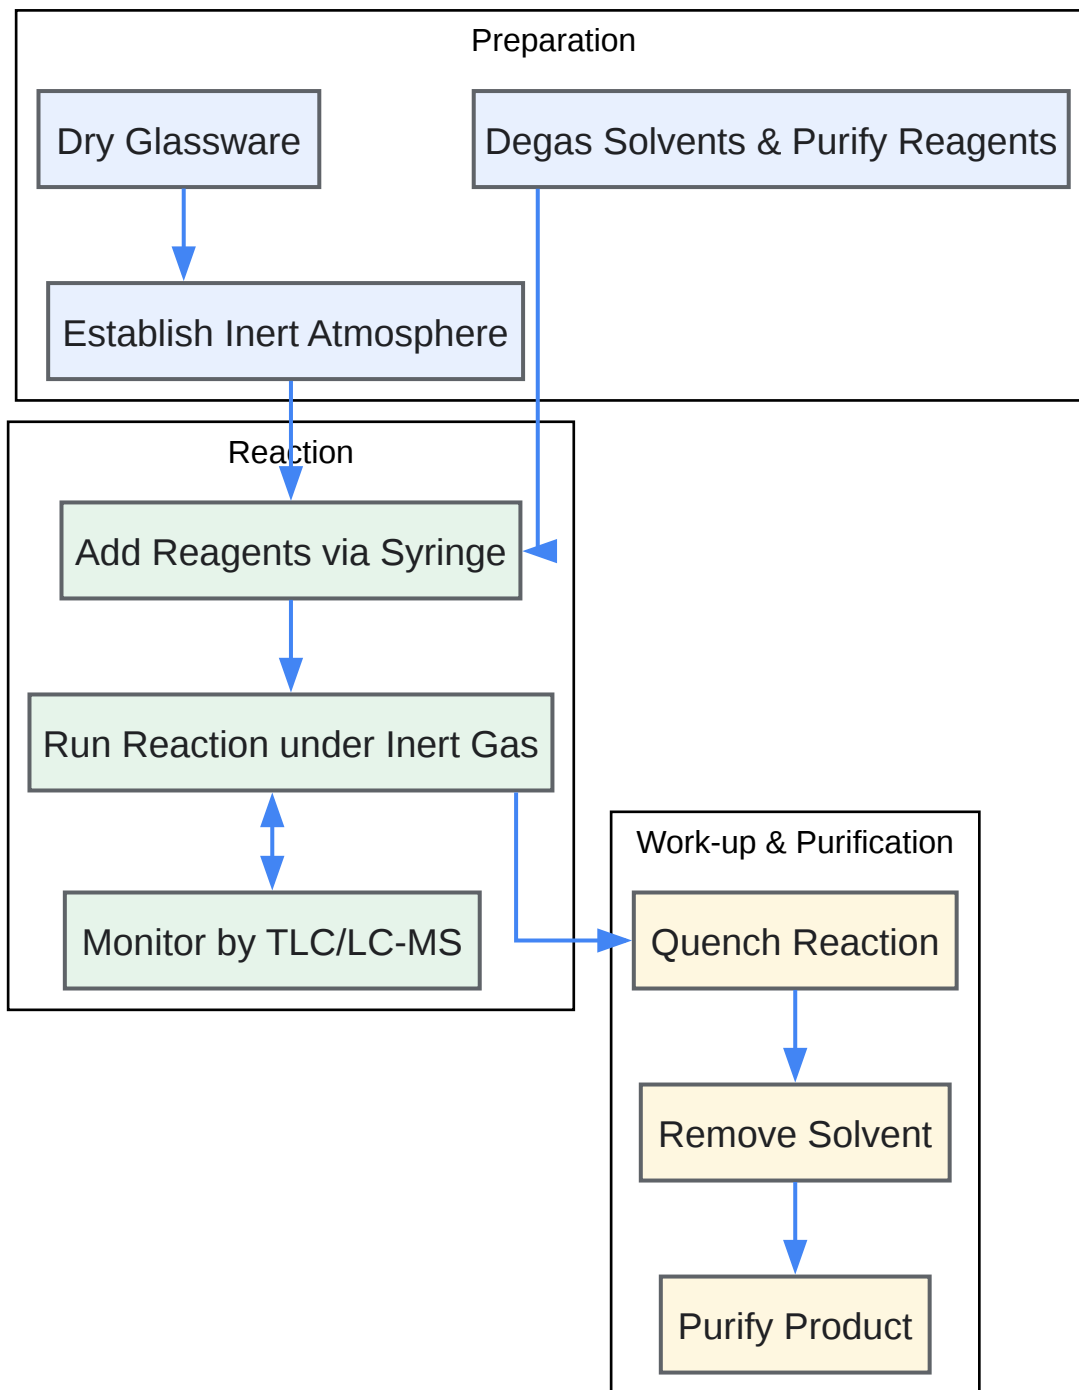 Preparation
Dry Glassware
Degas Solvents & Purify Reagents
Establish Inert Atmosphere
Reaction
Add Reagents via Syringe
Run Reaction under Inert Gas
Monitor by TLC/LC-MS
Work-up & Purification
Quench Reaction
Remove Solvent
Purify Product